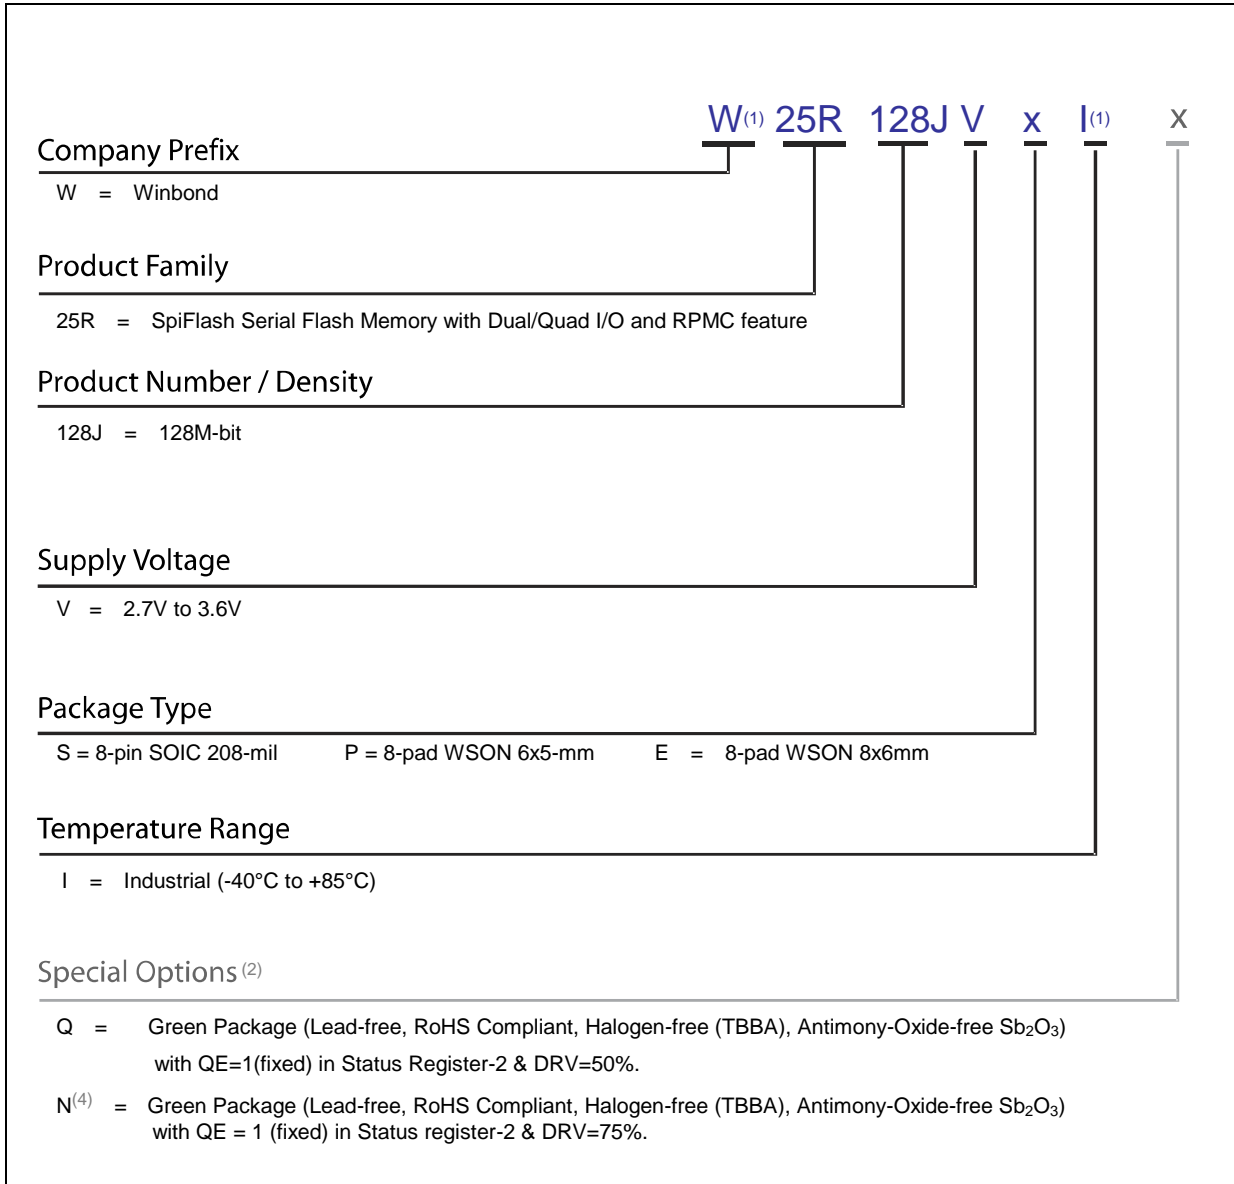 W(1) 25R 128J V x I(1) x
Company Prefix
W = Winbond
Product Family
25R = SpiFlash Serial Flash Memory with Dual/Quad I/O and RPMC feature
Product Number / Density
128J = 128M-bit
Supply Voltage
V = 2.7V to 3.6V
Package Type
S = 8-pin SOIC 208-mil P = 8-pad WSON 6x5-mm E = 8-pad WSON 8x6mm
Temperature Range
I = Industrial (-40°C to +85°C)
Special Options (2)
Q = Green Package (Lead-free, RoHS Compliant, Halogen-free (TBBA), Antimony-Oxide-free Sb₂O₃)
with QE=1(fixed) in Status Register-2 & DRV=50%.
N(4) = Green Package (Lead-free, RoHS Compliant, Halogen-free (TBBA), Antimony-Oxide-free Sb₂O₃)
with QE = 1 (fixed) in Status register-2 & DRV=75%.